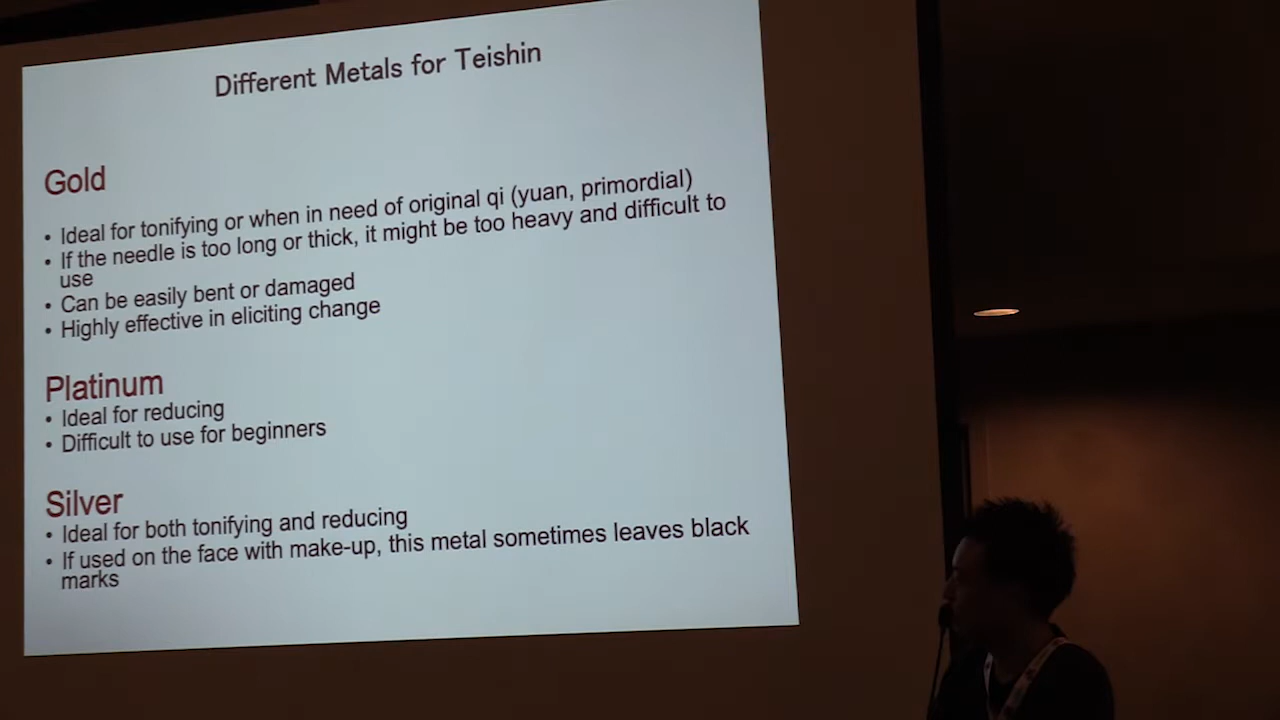 Different Metals for Teishin
Gold
• Ideal for tonifying or when in need of original qi (yuan, primordial)
• If the needle is too long or thick, it might be too heavy and difficult to
use
• Can be easily bent or damaged
• Highly effective in eliciting change
Platinum
• Ideal for reducing
• Difficult to use for beginners
Silver
• Ideal for both tonifying and reducing
• If used on the face with make-up, this metal sometimes leaves black
marks